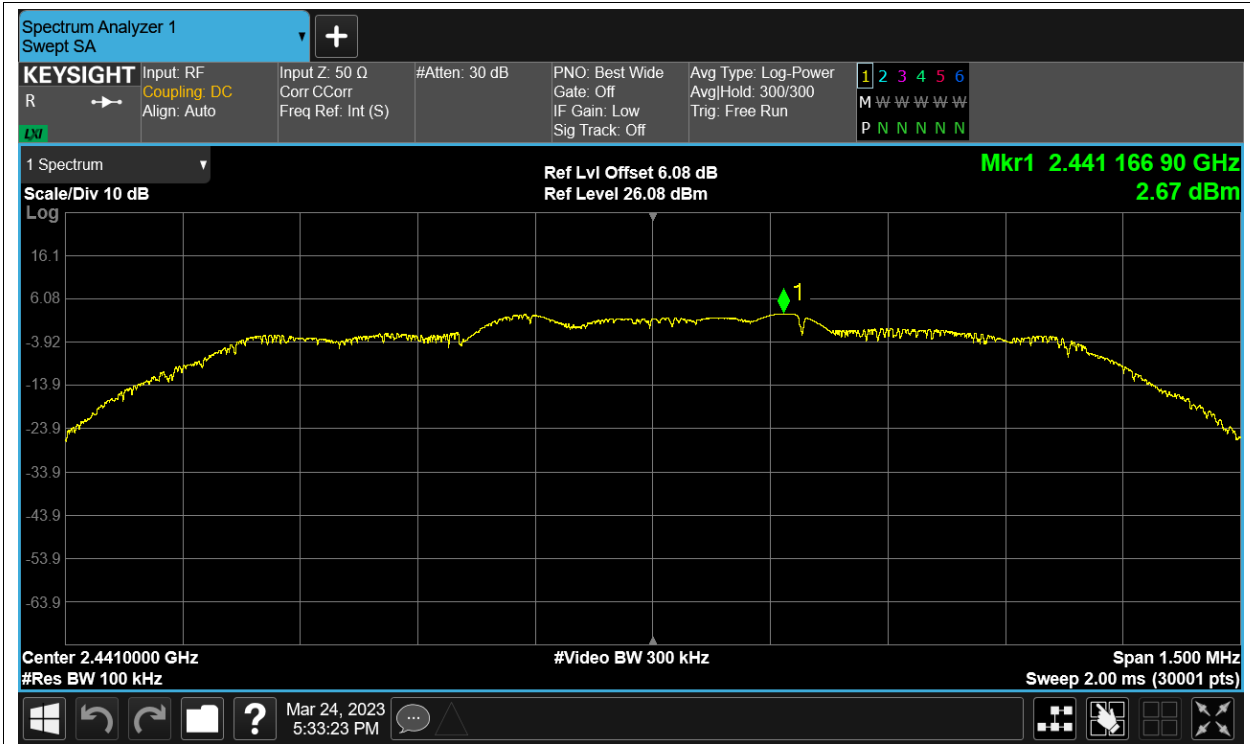 Spectrum Analyzer 1
Swept SA
KEYSIGHT
R
LXI
Input: RF
Coupling: DC
Align: Auto
Input Z: 50 Ω
Corr CCorr
Freq Ref: Int (S)
#Atten: 30 dB
PNO: Best Wide
Gate: Off
IF Gain: Low
Sig Track: Off
Avg Type: Log-Power
Avg|Hold: 300/300
Trig: Free Run
1 2 3 4 5 6
M W W W W W
P N N N N N
1 Spectrum
Scale/Div 10 dB
Log
Ref Lvl Offset 6.08 dB
Ref Level 26.08 dBm
Mkr1 2.441 166 90 GHz
2.67 dBm
16.1
6.08
-3.92
-13.9
-23.9
-33.9
-43.9
-53.9
-63.9
1
Center 2.4410000 GHz
#Res BW 100 kHz
#Video BW 300 kHz
Span 1.500 MHz
Sweep 2.00 ms (30001 pts)
?
Mar 24, 2023
5:33:23 PM